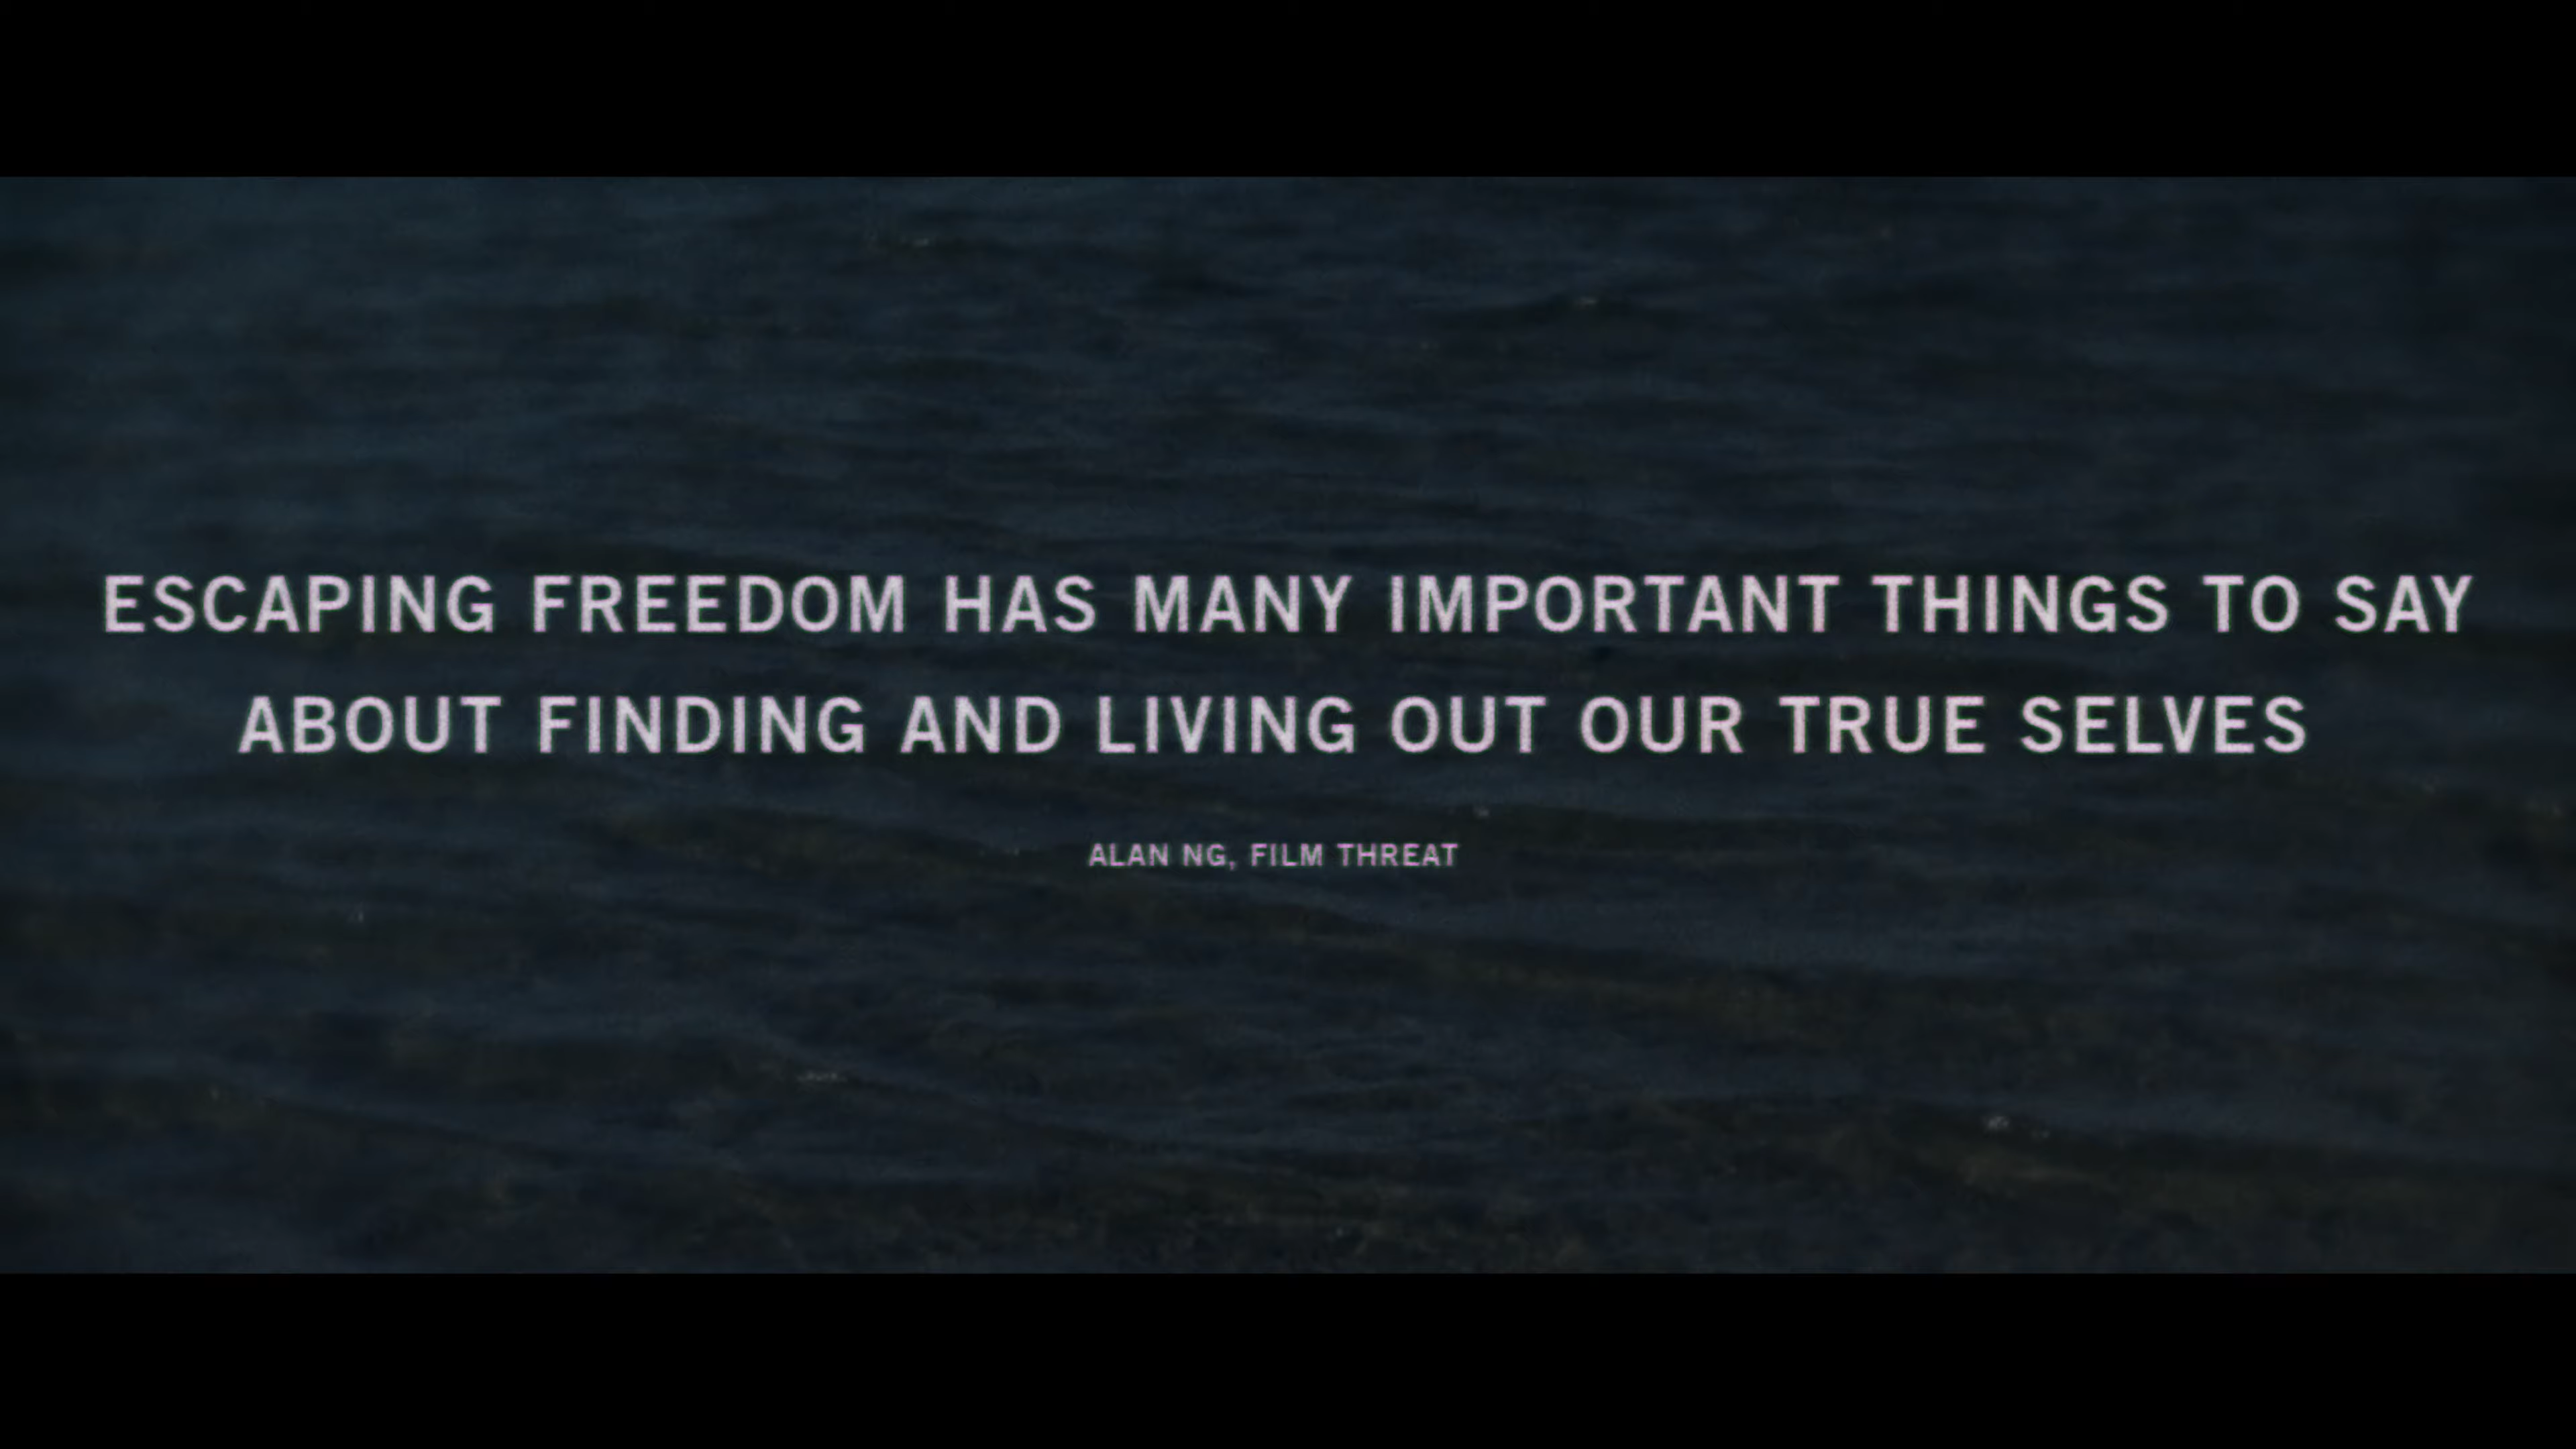 ESCAPING FREEDOM HAS MANY IMPORTANT THINGS TO SAY
ABOUT FINDING AND LIVING OUT OUR TRUE SELVES
ALAN NG, FILM THREAT